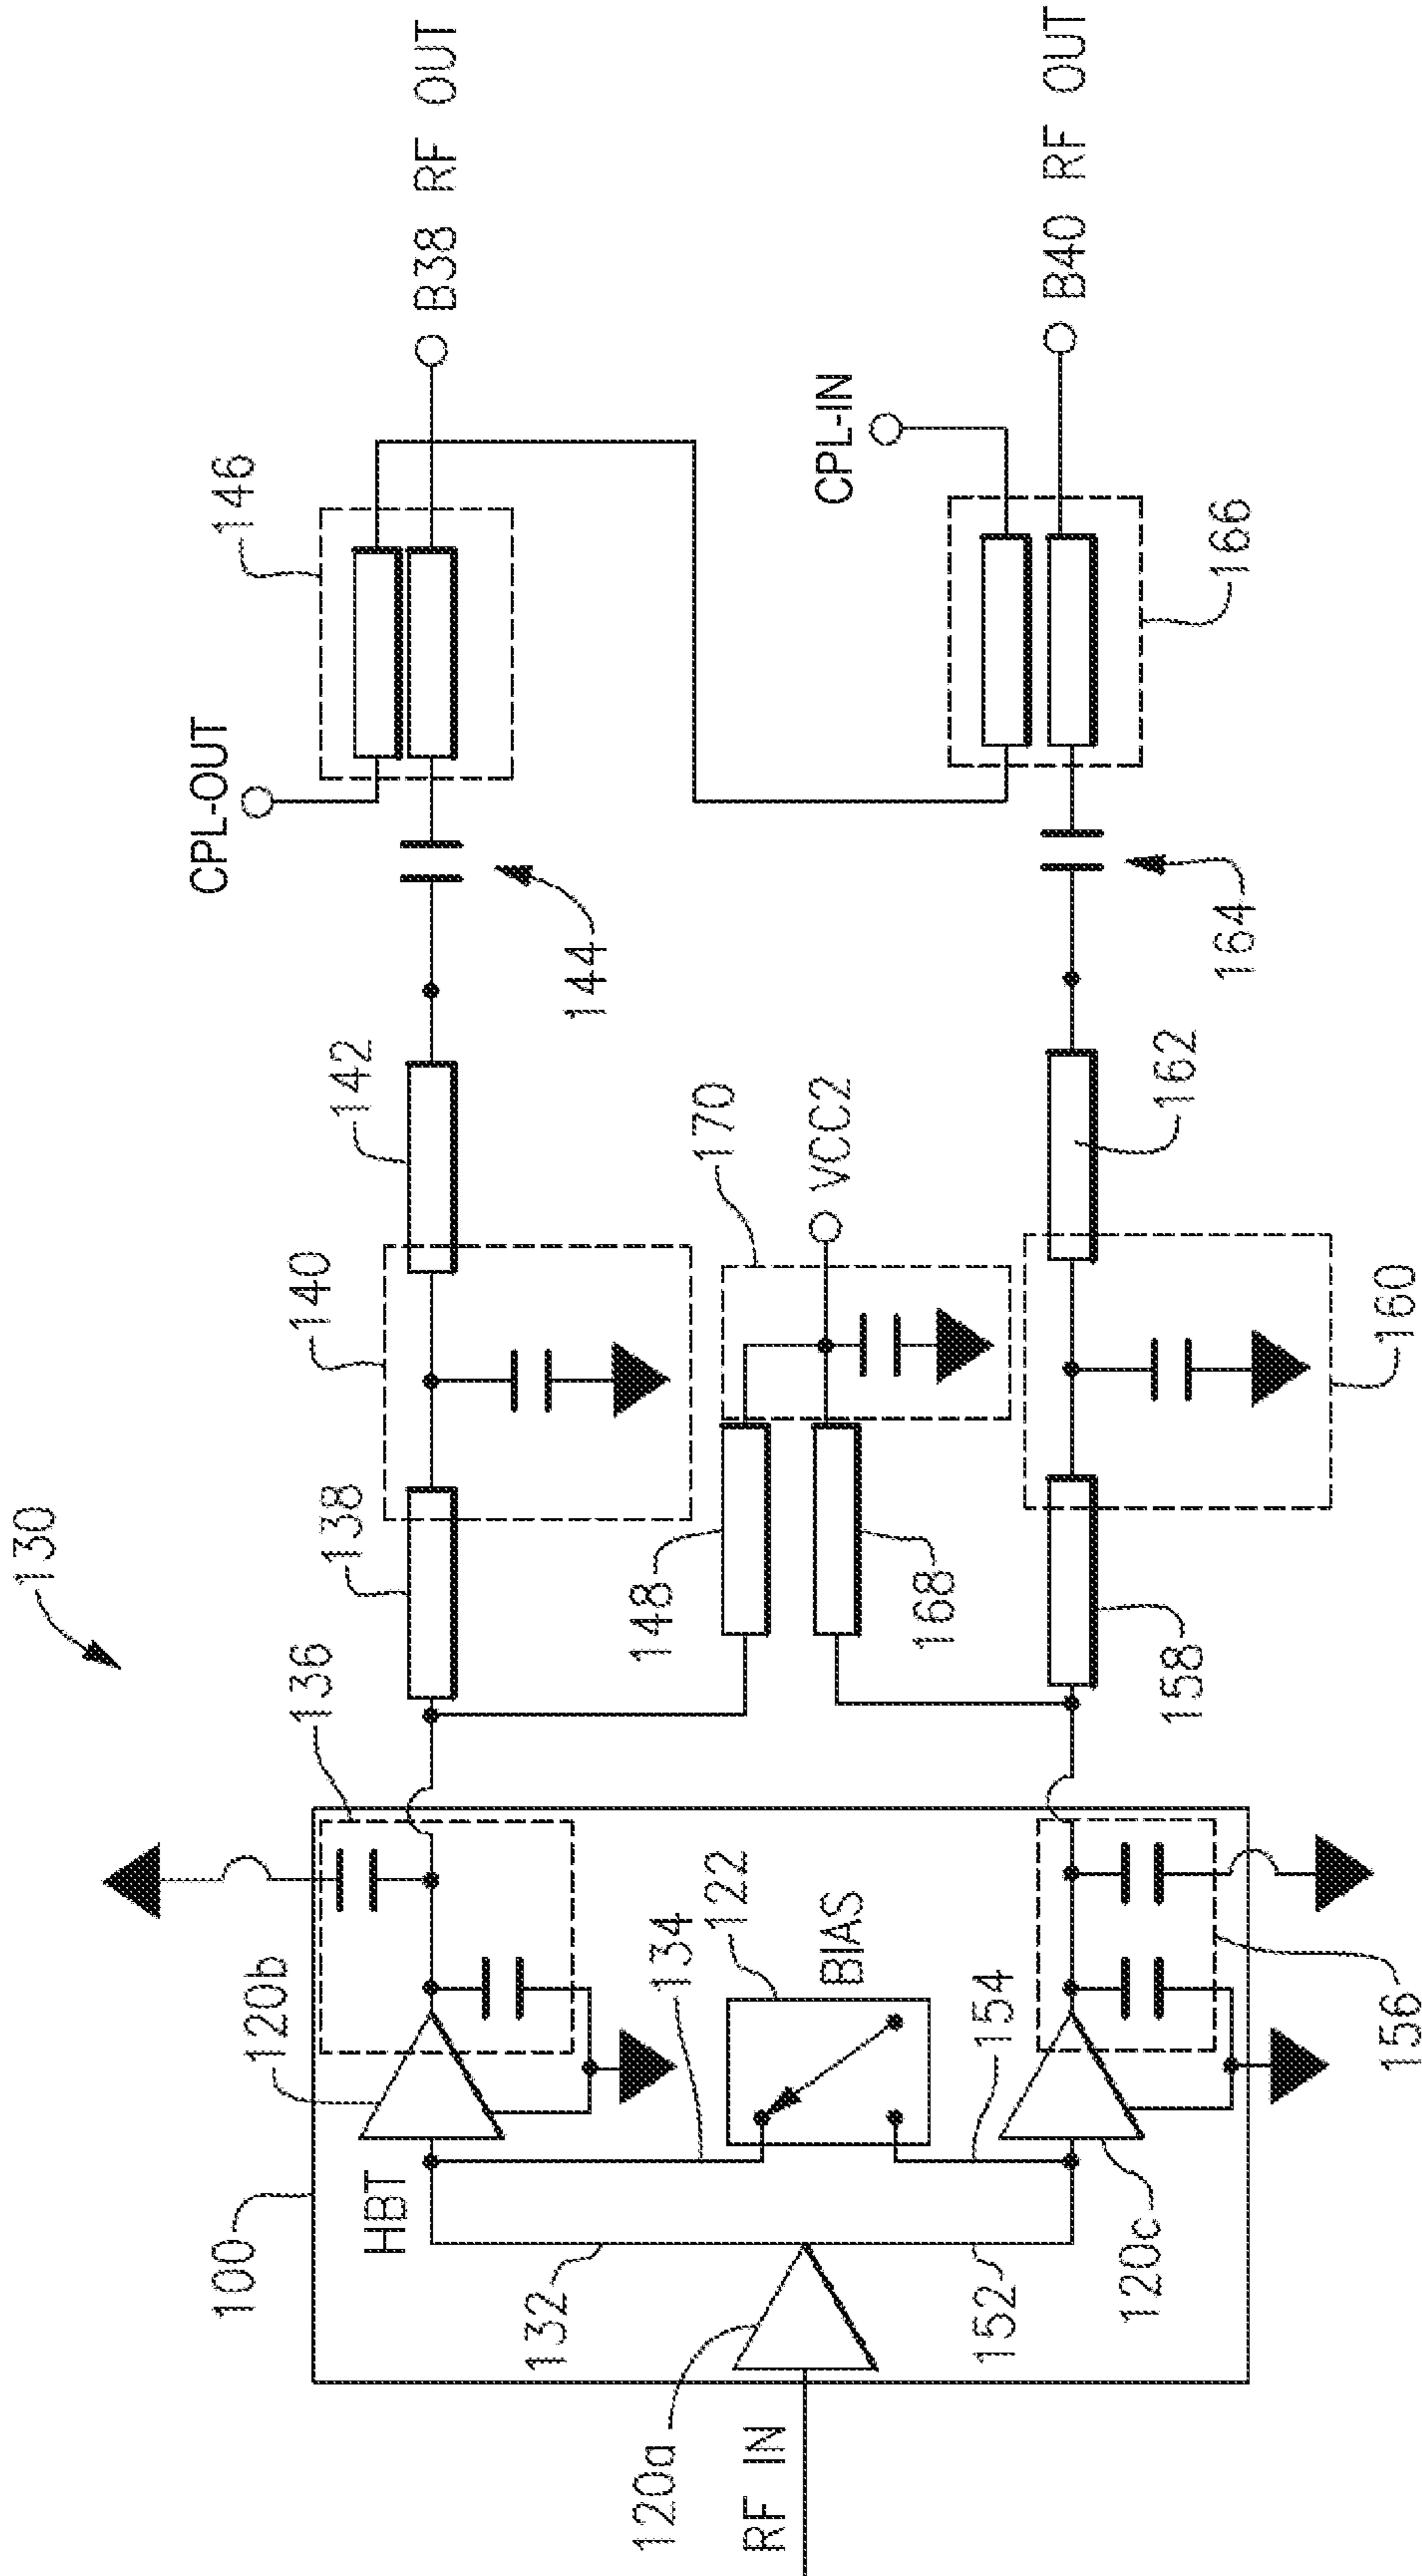 130
100
HBT
120b
136
138
140
142
144
CPL-OUT
146
B38 RF OUT
132
134
122
BIAS
148
170
VCC2
168
RF IN
120a
152
154
120c
156
158
160
162
164
CPL-IN
166
B40 RF OUT